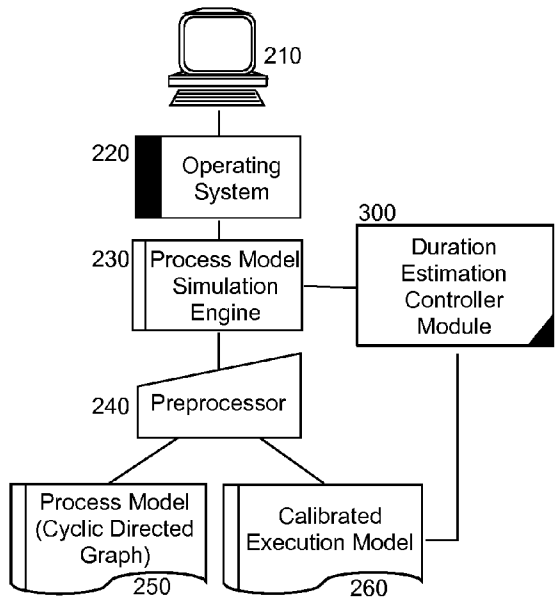 210
220
Operating
System
300
Duration
Estimation
Controller
Module
230
Process Model
Simulation
Engine
240
Preprocessor
Process Model
(Cyclic Directed
Graph)
250
Calibrated
Execution Model
260